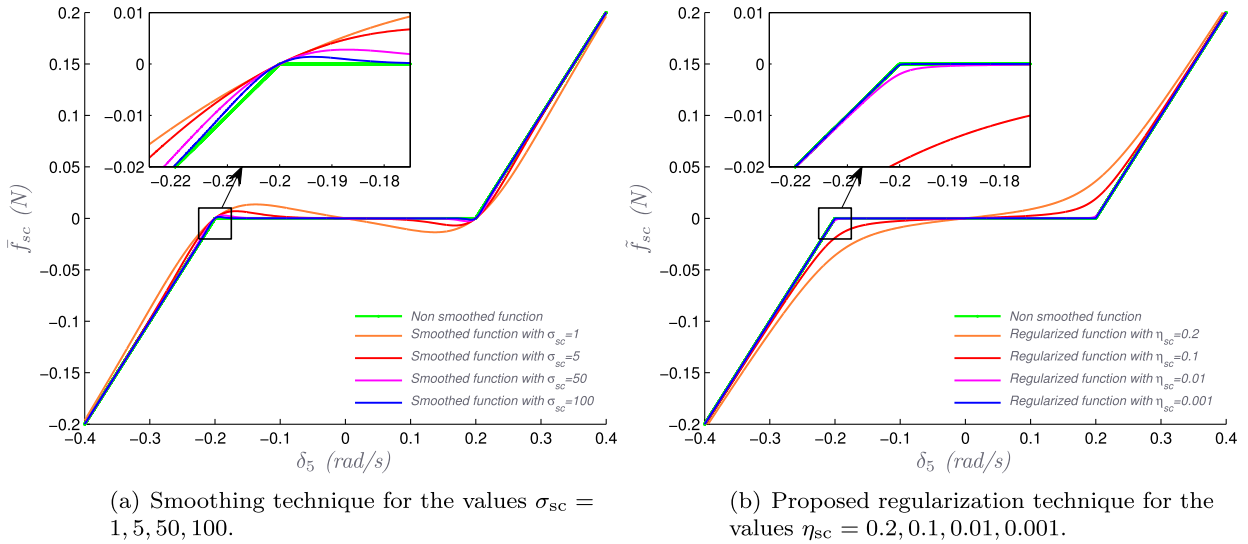 0.2
0.15
0.1
0.05
0
−0.05
−0.1
−0.15
−0.2
f̄sc (N)
−0.4 −0.3 −0.2 −0.1 0 0.1 0.2 0.3 0.4
δ5 (rad/s)
0.01
0
−0.01
−0.02
−0.22 −0.21 −0.2 −0.19 −0.18
Non smoothed function
Smoothed function with σsc=1
Smoothed function with σsc=5
Smoothed function with σsc=50
Smoothed function with σsc=100
(a) Smoothing technique for the values σsc =
1, 5, 50, 100.
0.2
0.15
0.1
0.05
0
−0.05
−0.1
−0.15
−0.2
f̃sc (N)
−0.4 −0.3 −0.2 −0.1 0 0.1 0.2 0.3 0.4
δ5 (rad/s)
0.01
0
−0.01
−0.02
−0.22 −0.21 −0.2 −0.19 −0.18
Non smoothed function
Regularized function with ηsc=0.2
Regularized function with ηsc=0.1
Regularized function with ηsc=0.01
Regularized function with ηsc=0.001
(b) Proposed regularization technique for the
values ηsc = 0.2, 0.1, 0.01, 0.001.